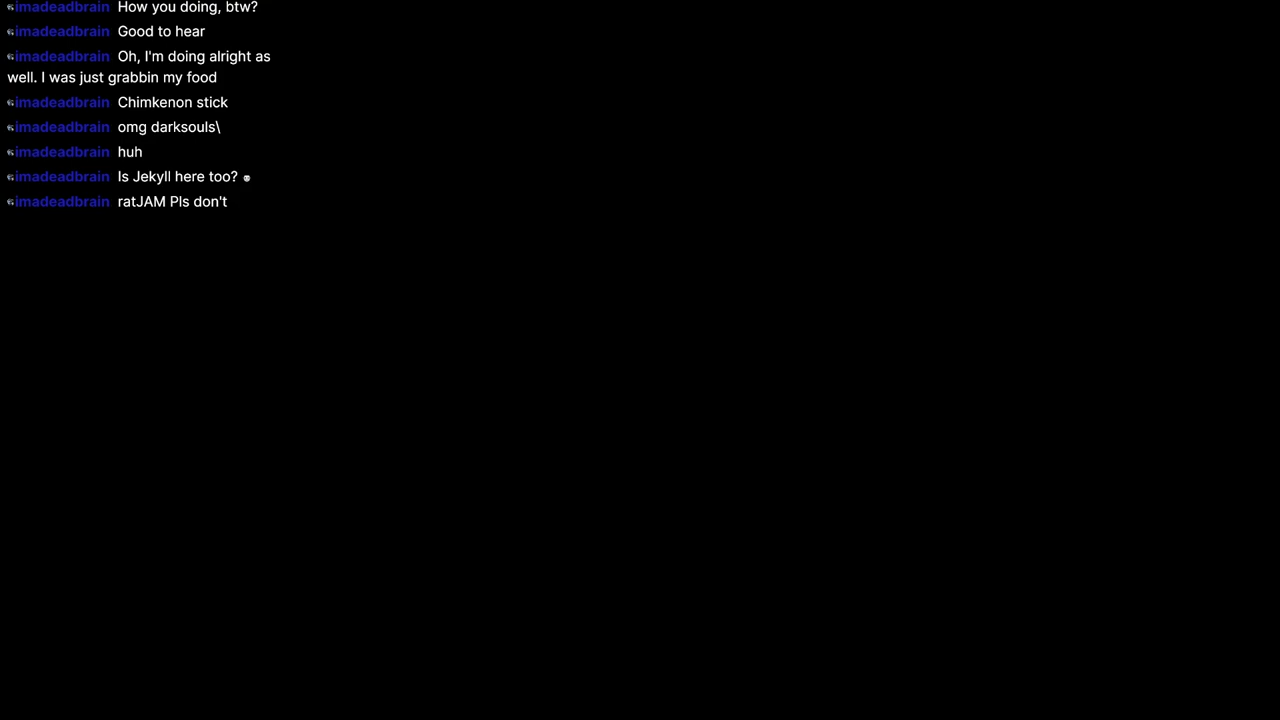 imadeadbrain How you doing, btw?
imadeadbrain Good to hear
imadeadbrain Oh, I'm doing alright as
well. I was just grabbin my food
imadeadbrain Chimkenon stick
imadeadbrain omg darksouls\
imadeadbrain huh
imadeadbrain Is Jekyll here too?
imadeadbrain ratJAM Pls don't